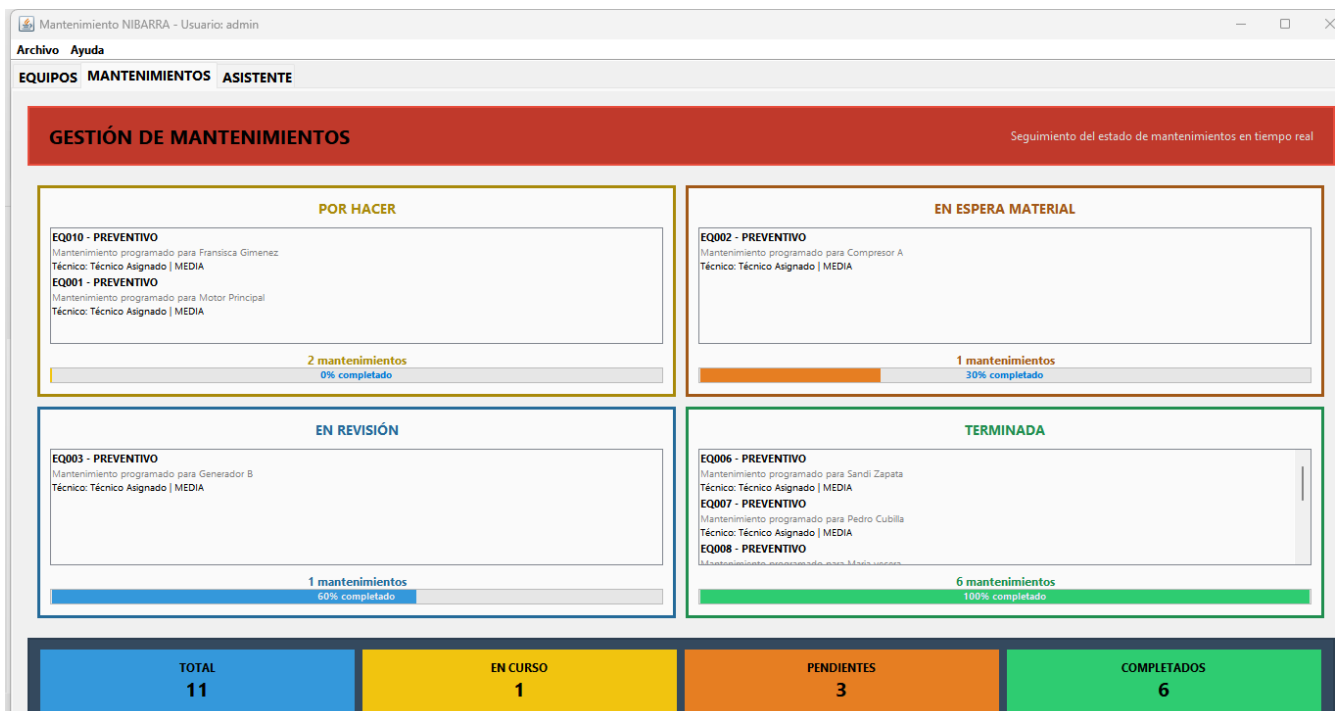 Mantenimiento NIBARRA - Usuario: admin
Archivo Ayuda
EQUIPOS MANTENIMIENTOS ASISTENTE
GESTIÓN DE MANTENIMIENTOS
Seguimiento del estado de mantenimientos en tiempo real
POR HACER
EQ010 - PREVENTIVO
Mantenimiento programado para Fransisca Gimenez
Técnico: Técnico Asignado | MEDIA
EQ001 - PREVENTIVO
Mantenimiento programado para Motor Principal
Técnico: Técnico Asignado | MEDIA
2 mantenimientos
0% completado
EN ESPERA MATERIAL
EQ002 - PREVENTIVO
Mantenimiento programado para Compresor A
Técnico: Técnico Asignado | MEDIA
1 mantenimientos
30% completado
EN REVISIÓN
EQ003 - PREVENTIVO
Mantenimiento programado para Generador B
Técnico: Técnico Asignado | MEDIA
1 mantenimientos
60% completado
TERMINADA
EQ006 - PREVENTIVO
Mantenimiento programado para Sandi Zapata
Técnico: Técnico Asignado | MEDIA
EQ007 - PREVENTIVO
Mantenimiento programado para Pedro Cubilla
Técnico: Técnico Asignado | MEDIA
EQ008 - PREVENTIVO
Mantenimiento programado para Maria
6 mantenimientos
100% completado
TOTAL
11
EN CURSO
1
PENDIENTES
3
COMPLETADOS
6